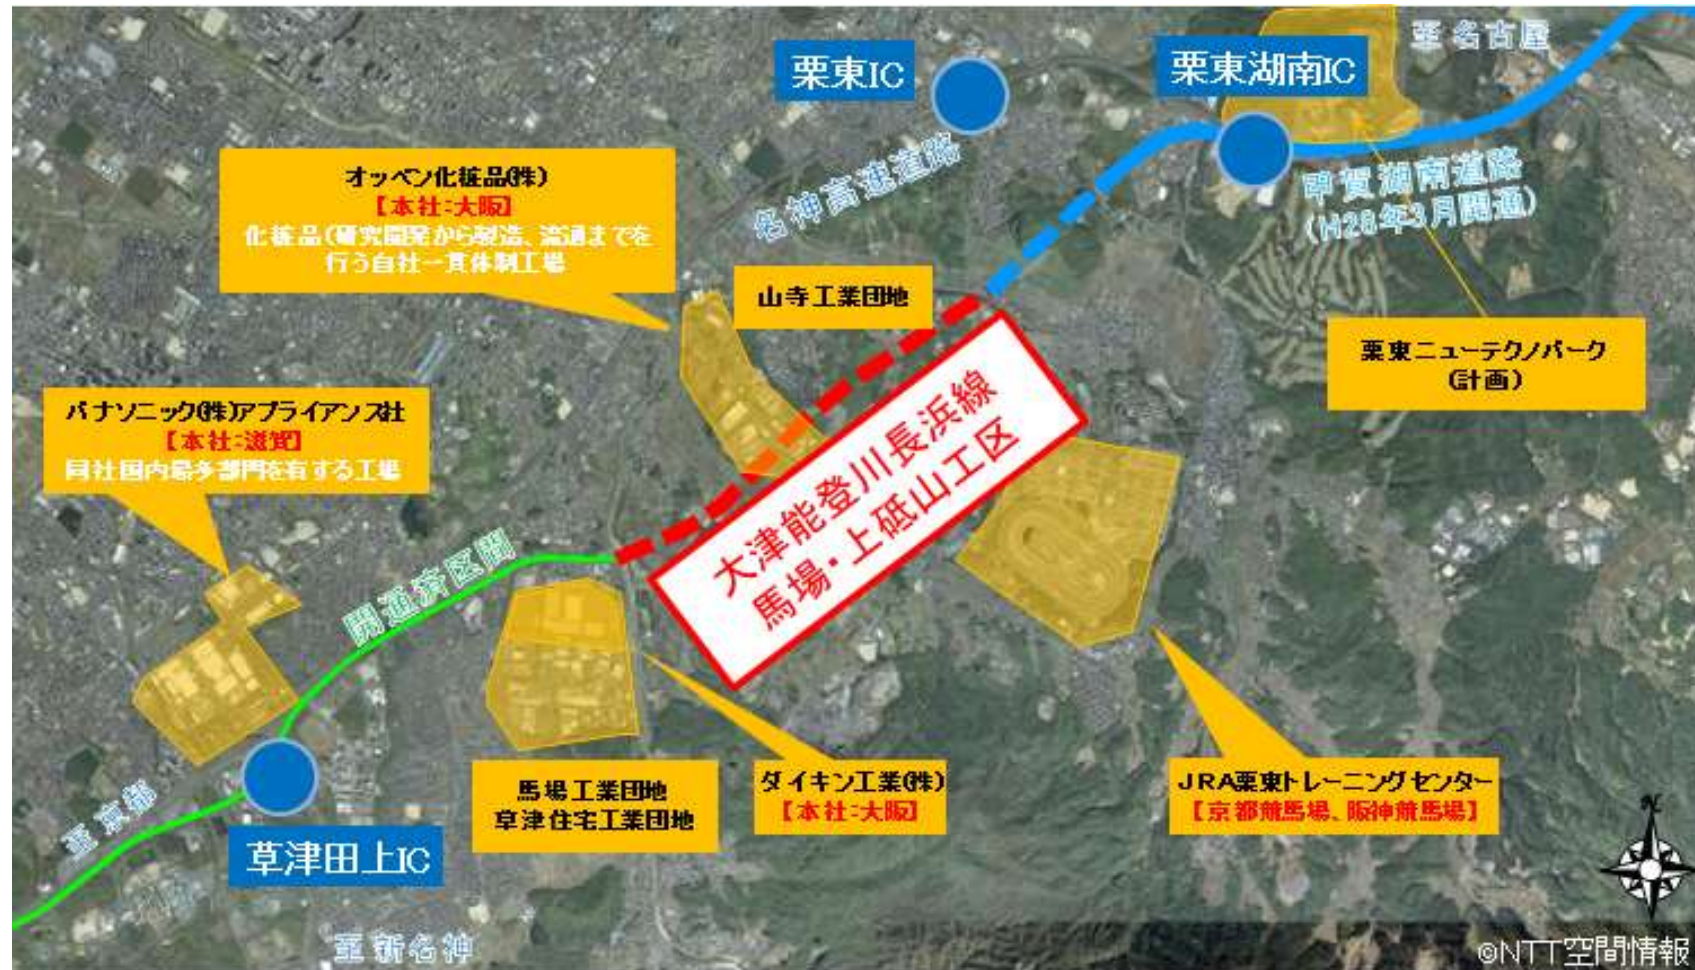 至名古屋
栗東IC
栗東湖南IC
名神高速道路
甲賀湖南道路
(H28年3月開通)
オッペン化粧品(株)
【本社:大阪】
化粧品(研究開発から製造、流通までを
行う自社一貫体制工場
山寺工業団地
栗東ニューテクノパーク
(計画)
パナソニック(株)アプライアンス社
【本社:滋賀】
同社国内最多部門を有する工場
大津能登川長浜線
馬場・上砥山工区
開通済区間
馬場工業団地
草津住宅工業団地
ダイキン工業(株)
【本社:大阪】
JRA栗東トレーニングセンター
【京都競馬場、阪神競馬場】
至京都
草津田上IC
至新名神
N
©NTT空間情報